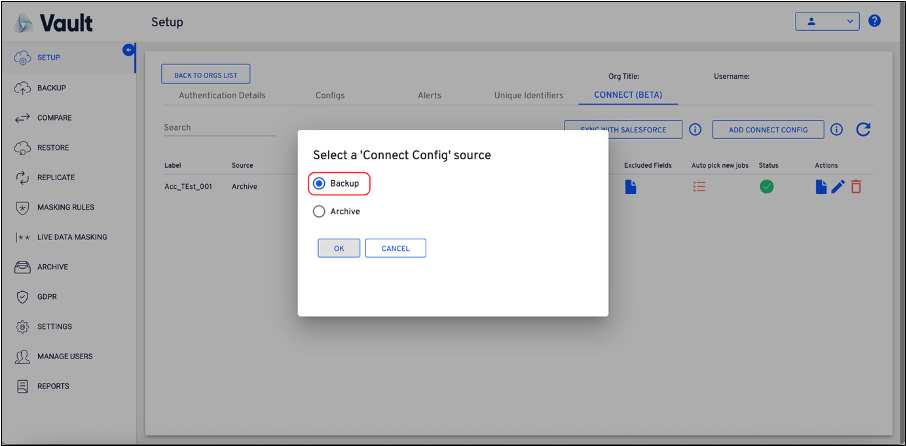 Vault
Setup
SETUP
BACKUP
COMPARE
RESTORE
REPLICATE
MASKING RULES
LIVE DATA MASKING
ARCHIVE
GDPR
SETTINGS
MANAGE USERS
REPORTS
BACK TO ORGS LIST
Org Title: Username:
Authentication Details Configs Alerts Unique Identifiers CONNECT (BETA)
Search
SYNC WITH SALESFORCE ADD CONNECT CONFIG
Label Source Excluded Fields Auto pick new jobs Status Actions
Acc_TEst_001 Archive
Select a 'Connect Config' source
Backup
Archive
OK CANCEL